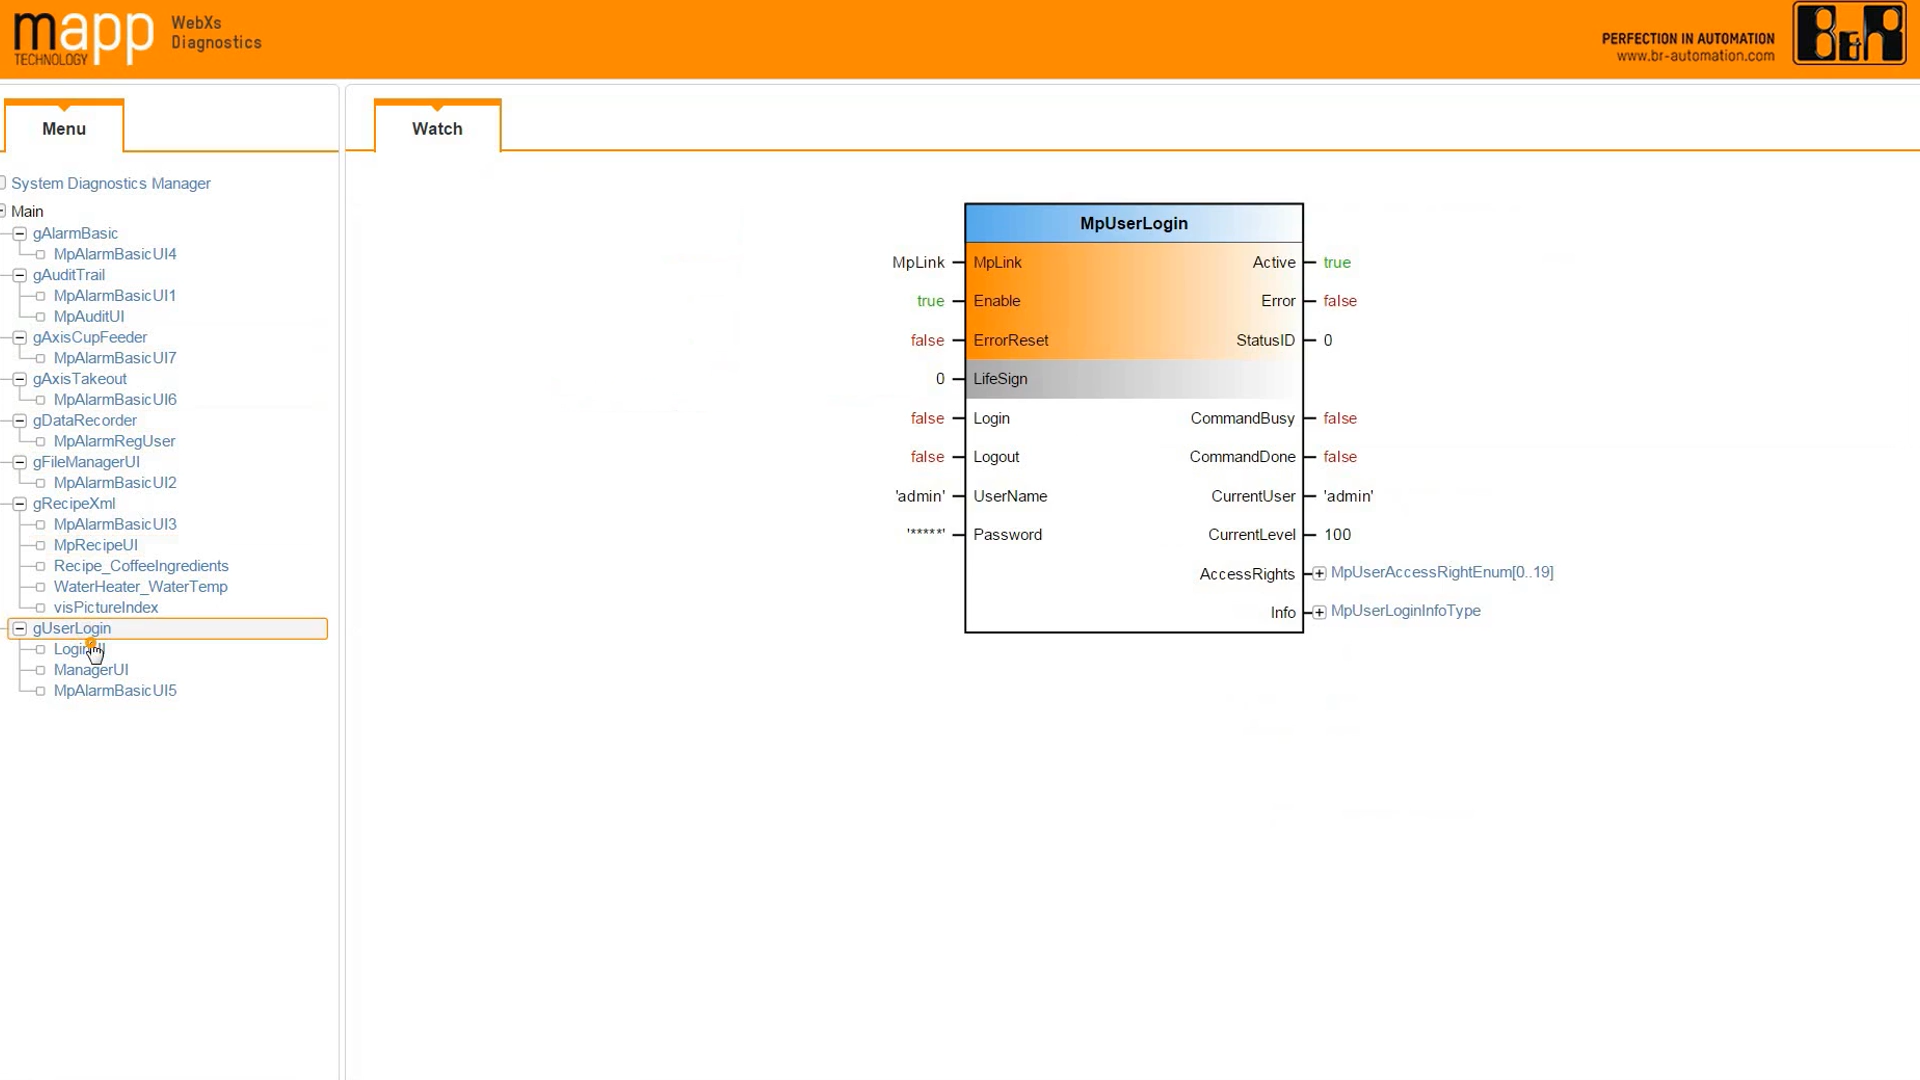 mapp
TECHNOLOGY
WebXs
Diagnostics
PERFECTION IN AUTOMATION
www.br-automation.com
B&R
Menu
System Diagnostics Manager
Main
gAlarmBasic
MpAlarmBasicUI4
gAuditTrail
MpAlarmBasicUI1
MpAuditUI
gAxisCupFeeder
MpAlarmBasicUI7
gAxisTakeout
MpAlarmBasicUI6
gDataRecorder
MpAlarmRegUser
gFileManagerUI
MpAlarmBasicUI2
gRecipeXml
MpAlarmBasicUI3
MpRecipeUI
Recipe_CoffeeIngredients
WaterHeater_WaterTemp
visPictureIndex
gUserLogin
LoginUI
ManagerUI
MpAlarmBasicUI5
Watch
MpUserLogin
MpLink MpLink Active true
true Enable Error false
false ErrorReset StatusID 0
0 LifeSign
false Login CommandBusy false
false Logout CommandDone false
'admin' UserName CurrentUser 'admin'
'*****' Password CurrentLevel 100
AccessRights MpUserAccessRightEnum[0..19]
Info MpUserLoginInfoType